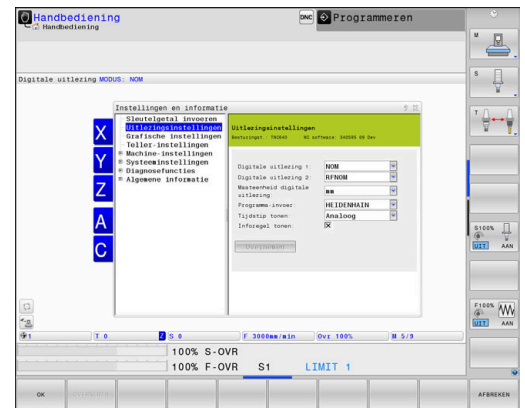 Handbediening
Handbediening
DNC
Programmeren
Digitale uitlezing MODUS: NOM
Instellingen en informatie
Sleutelgetal invoeren
Uitlezingsinstellingen
Grafische instellingen
Teller-instellingen
Machine-instellingen
Systeeminstellingen
Diagnosefuncties
Algemene informatie
Uitlezingsinstellingen
Digitale uitlezing 1: NOM
Digitale uitlezing 2: RFNOM
Maateenheid digitale uitlezing mm
Programma-invoer: HEIDENHAIN
Tijdstip tonen: Analoog
Inforegel tonen:
X
Y
Z
A
C
M
S
T
S100%
UIT AAN
F100%
UIT AAN
1 T 0 Z S 0 F 3000mm/min Ovr 100% M 5/9
100% S-OVR
100% F-OVR S1 LIMIT 1
OK
AFBREKEN